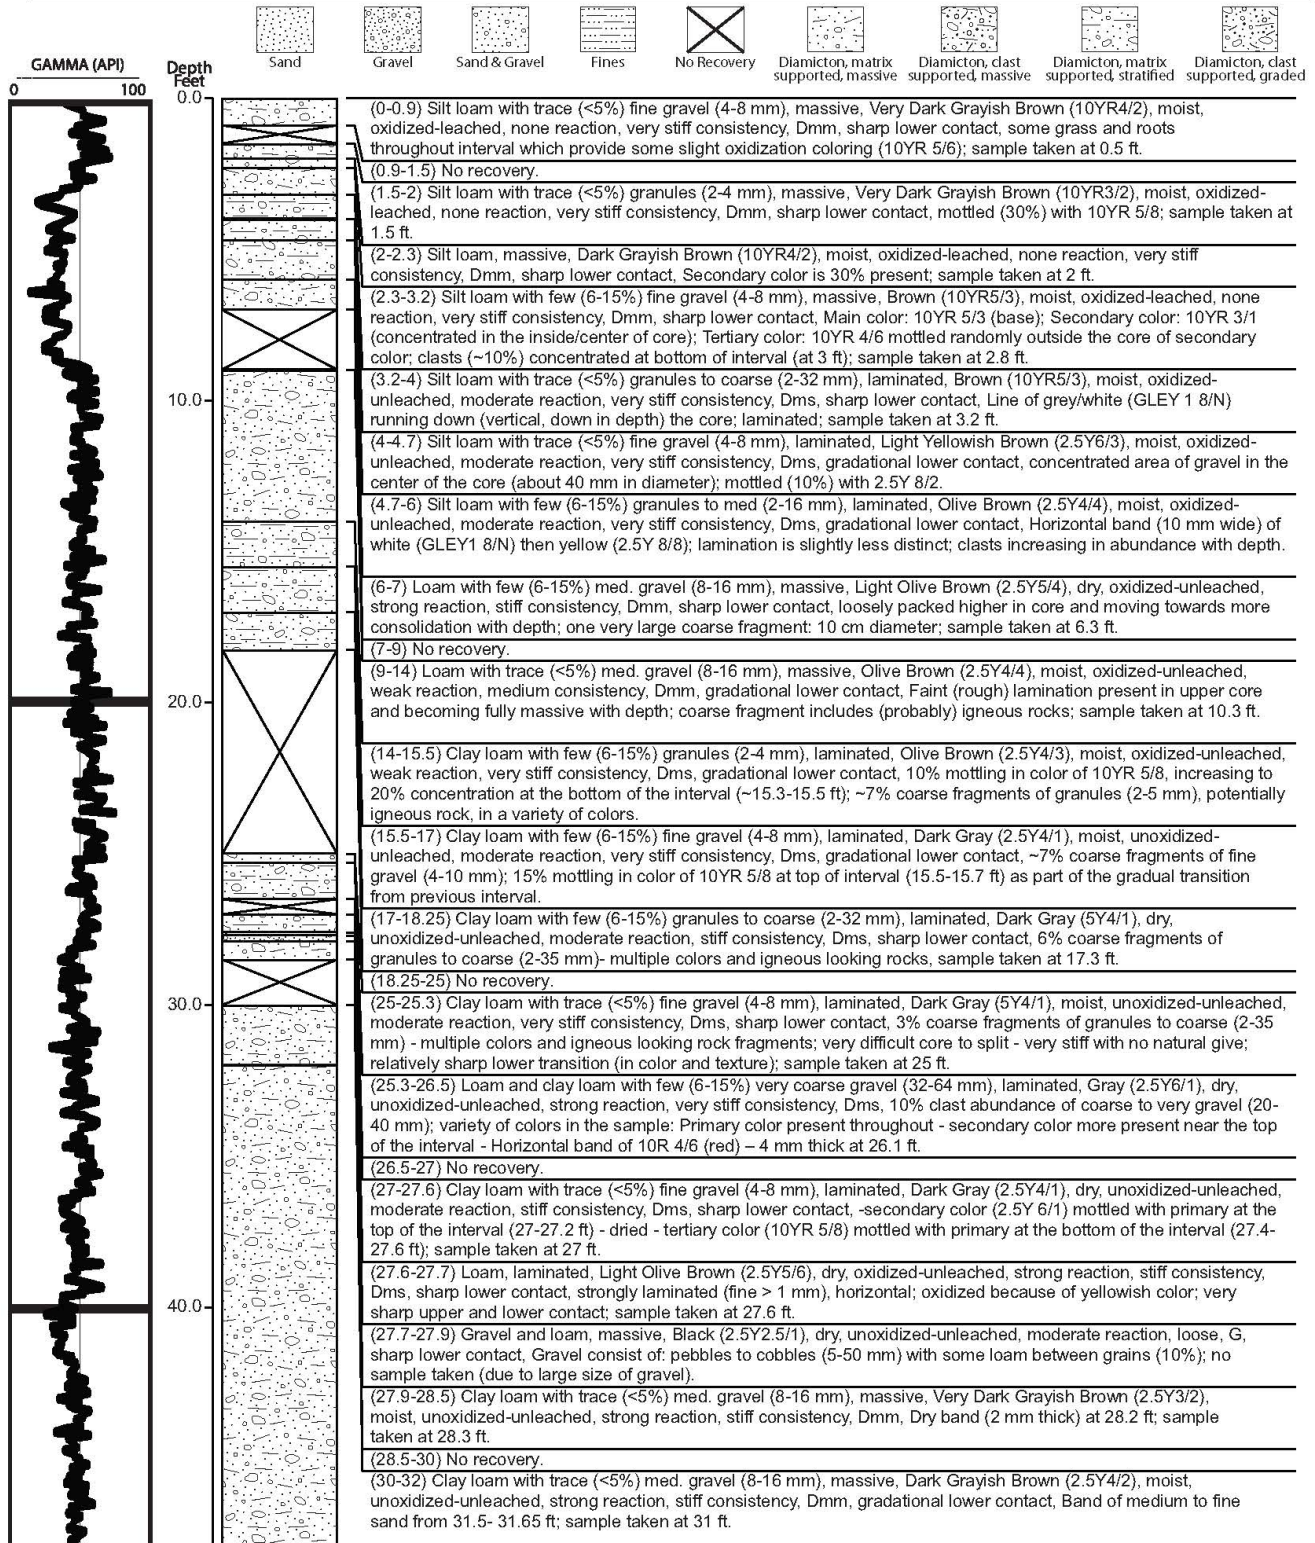 Sand
Gravel
Sand & Gravel
Fines
No Recovery
Diamicton, matrix
supported, massive
Diamicton, clast
supported, massive
Diamicton, matrix
supported, stratified
Diamicton, clast
supported, graded
GAMMA (API)
0
100
Depth
Feet
0.0
10.0
20.0
30.0
40.0
(0-0.9) Silt loam with trace (<5%) fine gravel (4-8 mm), massive, Very Dark Grayish Brown (10YR4/2), moist,
oxidized-leached, none reaction, very stiff consistency, Dmm, sharp lower contact, some grass and roots
throughout interval which provide some slight oxidization coloring (10YR 5/6); sample taken at 0.5 ft.
(0.9-1.5) No recovery.
(1.5-2) Silt loam with trace (<5%) granules (2-4 mm), massive, Very Dark Grayish Brown (10YR3/2), moist, oxidized-
leached, none reaction, very stiff consistency, Dmm, sharp lower contact, mottled (30%) with 10YR 5/8; sample taken at
1.5 ft.
(2-2.3) Silt loam, massive, Dark Grayish Brown (10YR4/2), moist, oxidized-leached, none reaction, very stiff
consistency, Dmm, sharp lower contact, Secondary color is 30% present; sample taken at 2 ft.
(2.3-3.2) Silt loam with few (6-15%) fine gravel (4-8 mm), massive, Brown (10YR5/3), moist, oxidized-leached, none
reaction, very stiff consistency, Dmm, sharp lower contact, Main color: 10YR 5/3 (base); Secondary color: 10YR 3/1
(concentrated in the inside/center of core); Tertiary color: 10YR 4/6 mottled randomly outside the core of secondary
color; clasts (~10%) concentrated at bottom of interval (at 3 ft); sample taken at 2.8 ft.
(3.2-4) Silt loam with trace (<5%) granules to coarse (2-32 mm), laminated, Brown (10YR5/3), moist, oxidized-
unleached, moderate reaction, very stiff consistency, Dms, sharp lower contact, Line of grey/white (GLEY 1 8/N)
running down (vertical, down in depth) the core; laminated; sample taken at 3.2 ft.
(4-4.7) Silt loam with trace (<5%) fine gravel (4-8 mm), laminated, Light Yellowish Brown (2.5Y6/3), moist, oxidized-
unleached, moderate reaction, very stiff consistency, Dms, gradational lower contact, concentrated area of gravel in the
center of the core (about 40 mm in diameter); mottled (10%) with 2.5Y 8/2.
(4.7-6) Silt loam with few (6-15%) granules to med (2-16 mm), laminated, Olive Brown (2.5Y4/4), moist, oxidized-
unleached, moderate reaction, very stiff consistency, Dms, gradational lower contact, Horizontal band (10 mm wide) of
white (GLEY1 8/N) then yellow (2.5Y 8/8); lamination is slightly less distinct; clasts increasing in abundance with depth.
(6-7) Loam with few (6-15%) med. gravel (8-16 mm), massive, Light Olive Brown (2.5Y5/4), dry, oxidized-unleached,
strong reaction, stiff consistency, Dmm, sharp lower contact, loosely packed higher in core and moving towards more
consolidation with depth; one very large coarse fragment: 10 cm diameter; sample taken at 6.3 ft.
(7-9) No recovery.
(9-14) Loam with trace (<5%) med. gravel (8-16 mm), massive, Olive Brown (2.5Y4/4), moist, oxidized-unleached,
weak reaction, medium consistency, Dmm, gradational lower contact, Faint (rough) lamination present in upper core
and becoming fully massive with depth; coarse fragment includes (probably) igneous rocks; sample taken at 10.3 ft.
(14-15.5) Clay loam with few (6-15%) granules (2-4 mm), laminated, Olive Brown (2.5Y4/3), moist, oxidized-unleached,
weak reaction, very stiff consistency, Dms, gradational lower contact, 10% mottling in color of 10YR 5/8, increasing to
20% concentration at the bottom of the interval (~15.3-15.5 ft); ~7% coarse fragments of granules (2-5 mm), potentially
igneous rock, in a variety of colors.
(15.5-17) Clay loam with few (6-15%) fine gravel (4-8 mm), laminated, Dark Gray (2.5Y4/1), moist, unoxidized-
unleached, moderate reaction, very stiff consistency, Dms, gradational lower contact, ~7% coarse fragments of fine
gravel (4-10 mm); 15% mottling in color of 10YR 5/8 at top of interval (15.5-15.7 ft) as part of the gradual transition
from previous interval.
(17-18.25) Clay loam with few (6-15%) granules to coarse (2-32 mm), laminated, Dark Gray (5Y4/1), dry,
unoxidized-unleached, moderate reaction, stiff consistency, Dms, sharp lower contact, 6% coarse fragments of
granules to coarse (2-35 mm)- multiple colors and igneous looking rocks, sample taken at 17.3 ft.
(18.25-25) No recovery.
(25-25.3) Clay loam with trace (<5%) fine gravel (4-8 mm), laminated, Dark Gray (5Y4/1), moist, unoxidized-unleached,
moderate reaction, very stiff consistency, Dms, sharp lower contact, 3% coarse fragments of granules to coarse (2-35
mm) - multiple colors and igneous looking rock fragments; very difficult core to split - very stiff with no natural give;
relatively sharp lower transition (in color and texture); sample taken at 25 ft.
(25.3-26.5) Loam and clay loam with few (6-15%) very coarse gravel (32-64 mm), laminated, Gray (2.5Y6/1), dry,
unoxidized-unleached, strong reaction, very stiff consistency, Dms, 10% clast abundance of coarse to very gravel (20-
40 mm); variety of colors in the sample: Primary color present throughout - secondary color more present near the top
of the interval - Horizontal band of 10R 4/6 (red) – 4 mm thick at 26.1 ft.
(26.5-27) No recovery.
(27-27.6) Clay loam with trace (<5%) fine gravel (4-8 mm), laminated, Dark Gray (2.5Y4/1), dry, unoxidized-unleached,
moderate reaction, stiff consistency, Dms, sharp lower contact, -secondary color (2.5Y 6/1) mottled with primary at the
top of the interval (27-27.2 ft) - dried - tertiary color (10YR 5/8) mottled with primary at the bottom of the interval (27.4-
27.6 ft); sample taken at 27 ft.
(27.6-27.7) Loam, laminated, Light Olive Brown (2.5Y5/6), dry, oxidized-unleached, strong reaction, stiff consistency,
Dms, sharp lower contact, strongly laminated (fine > 1 mm), horizontal; oxidized because of yellowish color; very
sharp upper and lower contact; sample taken at 27.6 ft.
(27.7-27.9) Gravel and loam, massive, Black (2.5Y2.5/1), dry, unoxidized-unleached, moderate reaction, loose, G,
sharp lower contact, Gravel consist of: pebbles to cobbles (5-50 mm) with some loam between grains (10%); no
sample taken (due to large size of gravel).
(27.9-28.5) Clay loam with trace (<5%) med. gravel (8-16 mm), massive, Very Dark Grayish Brown (2.5Y3/2),
moist, unoxidized-unleached, strong reaction, stiff consistency, Dmm, Dry band (2 mm thick) at 28.2 ft; sample
taken at 28.3 ft.
(28.5-30) No recovery.
(30-32) Clay loam with trace (<5%) med. gravel (8-16 mm), massive, Dark Grayish Brown (2.5Y4/2), moist,
unoxidized-unleached, strong reaction, stiff consistency, Dmm, gradational lower contact, Band of medium to fine
sand from 31.5- 31.65 ft; sample taken at 31 ft.